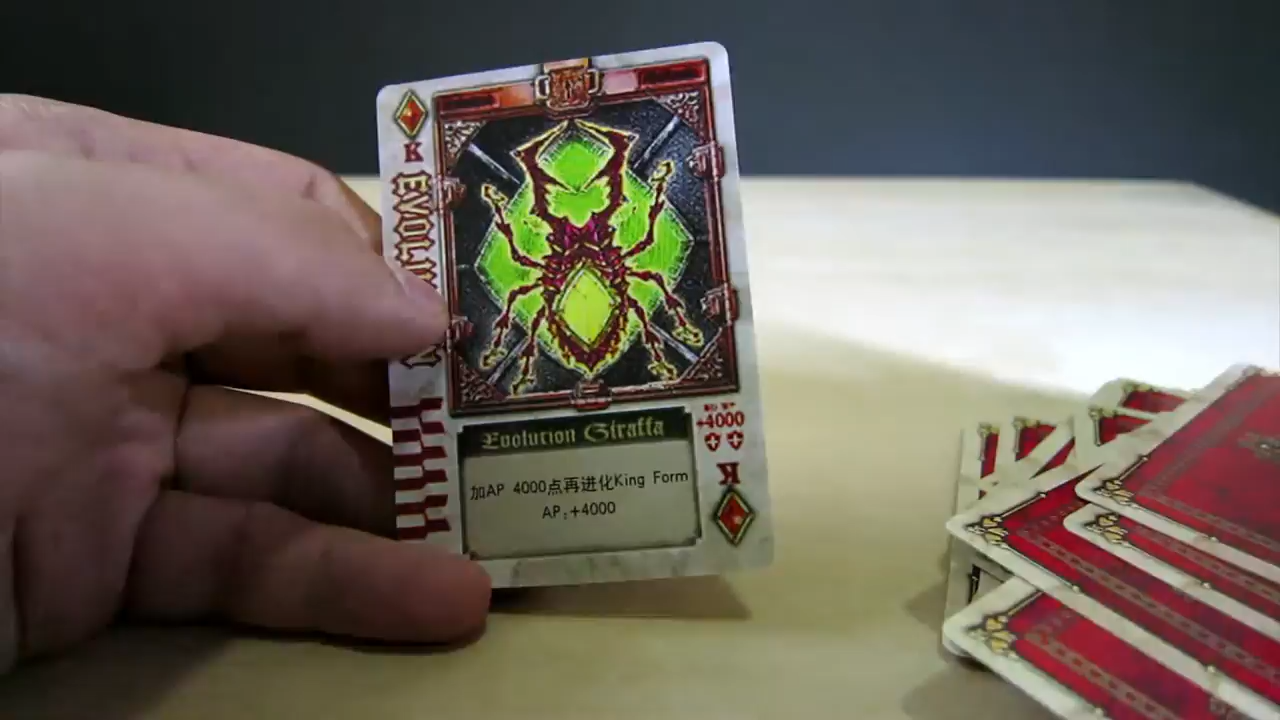 K
Evolution Giraffa
+4000
加AP 4000点再进化King Form
AP:+4000
K